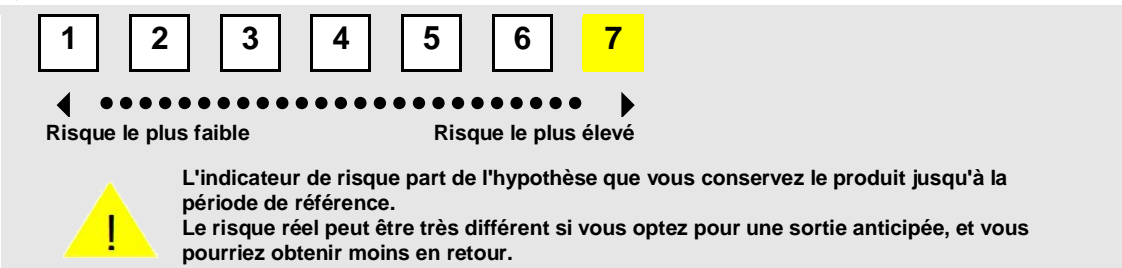 1 2 3 4 5 6 7
Risque le plus faible Risque le plus élevé
L'indicateur de risque part de l'hypothèse que vous conservez le produit jusqu'à la
période de référence.
Le risque réel peut être très différent si vous optez pour une sortie anticipée, et vous
pourriez obtenir moins en retour.
!